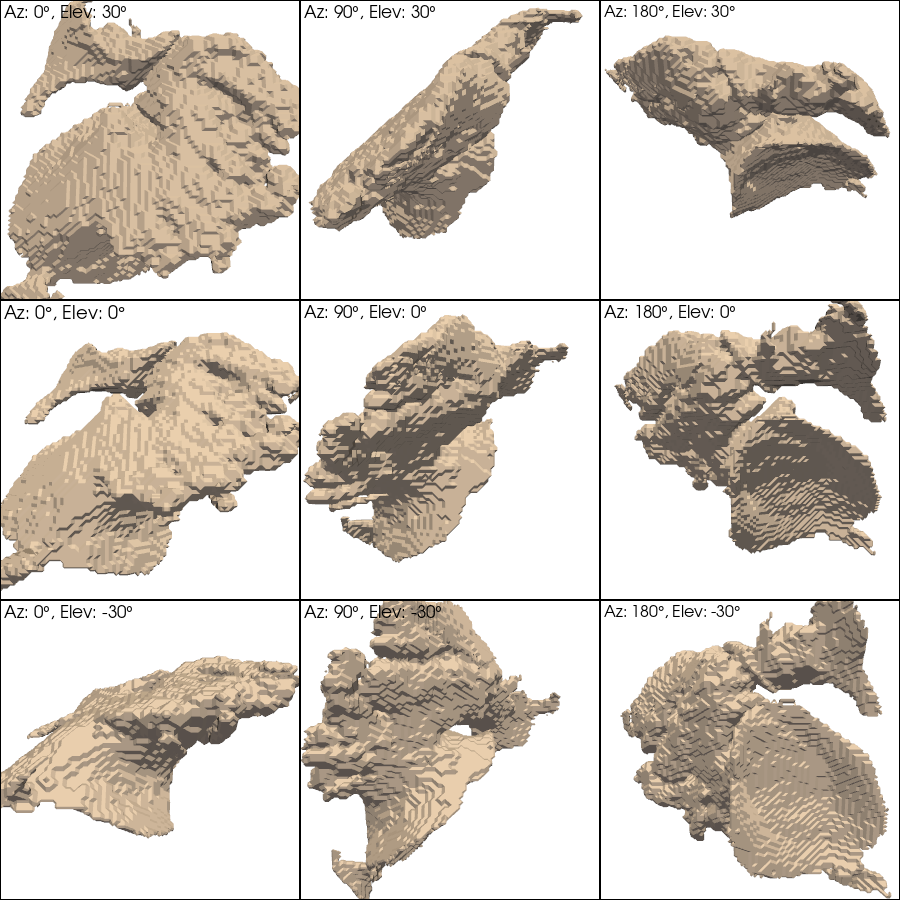 Az: 0°, Elev: 30°
Az: 90°, Elev: 30°
Az: 180°, Elev: 30°
Az: 0°, Elev: 0°
Az: 90°, Elev: 0°
Az: 180°, Elev: 0°
Az: 0°, Elev: -30°
Az: 90°, Elev: -30°
Az: 180°, Elev: -30°